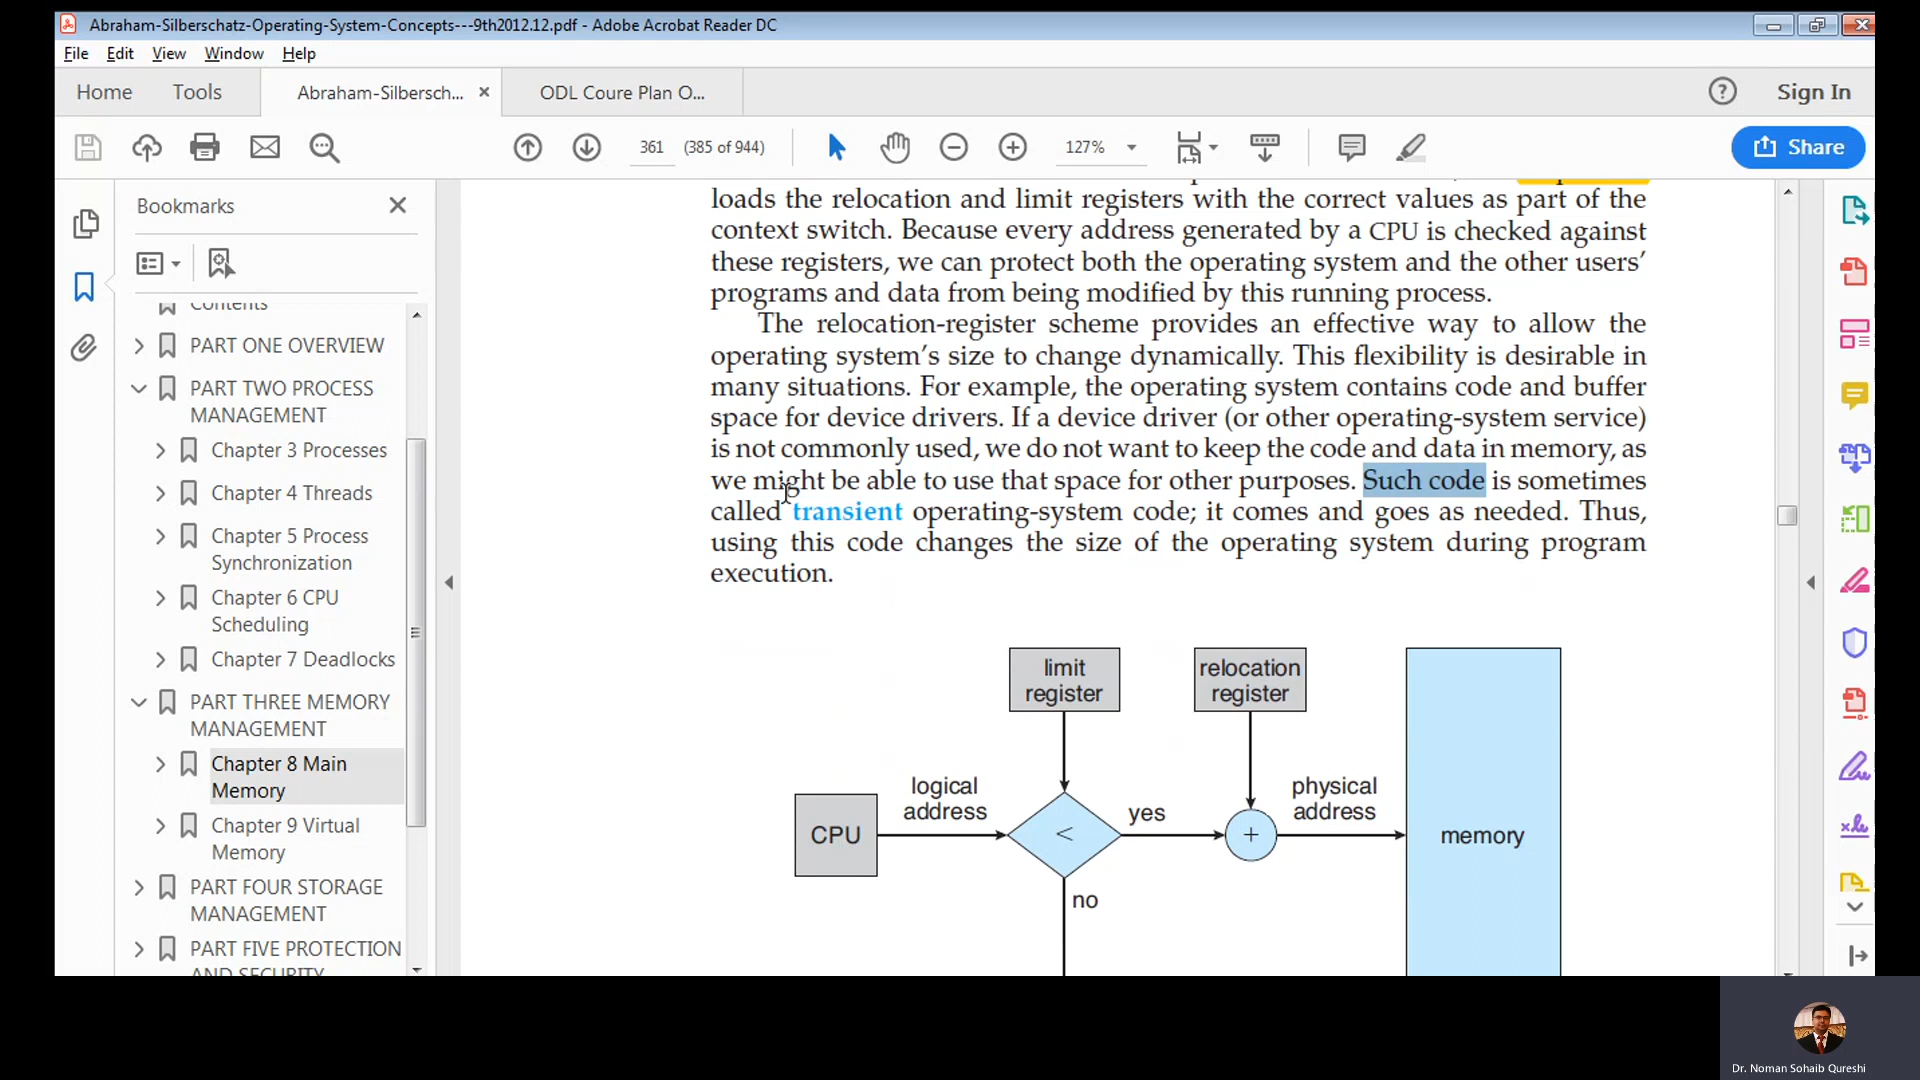 Abraham-Silberschatz-Operating-System-Concepts---9th2012.12.pdf - Adobe Acrobat Reader DC
File Edit View Window Help
Home Tools Abraham-Silbersch... ODL Coure Plan O... Sign In
361 (385 of 944) 127% Share
Bookmarks
Contents
PART ONE OVERVIEW
PART TWO PROCESS
MANAGEMENT
Chapter 3 Processes
Chapter 4 Threads
Chapter 5 Process
Synchronization
Chapter 6 CPU
Scheduling
Chapter 7 Deadlocks
PART THREE MEMORY
MANAGEMENT
Chapter 8 Main
Memory
Chapter 9 Virtual
Memory
PART FOUR STORAGE
MANAGEMENT
PART FIVE PROTECTION
AND SECURITY
loads the relocation and limit registers with the correct values as part of the
context switch. Because every address generated by a CPU is checked against
these registers, we can protect both the operating system and the other users’
programs and data from being modified by this running process.
The relocation-register scheme provides an effective way to allow the
operating system’s size to change dynamically. This flexibility is desirable in
many situations. For example, the operating system contains code and buffer
space for device drivers. If a device driver (or other operating-system service)
is not commonly used, we do not want to keep the code and data in memory, as
we might be able to use that space for other purposes. Such code is sometimes
called transient operating-system code; it comes and goes as needed. Thus,
using this code changes the size of the operating system during program
execution.
limit
register
relocation
register
logical
address
physical
address
CPU
<
yes
+
memory
no
Dr. Noman Sohaib Qureshi